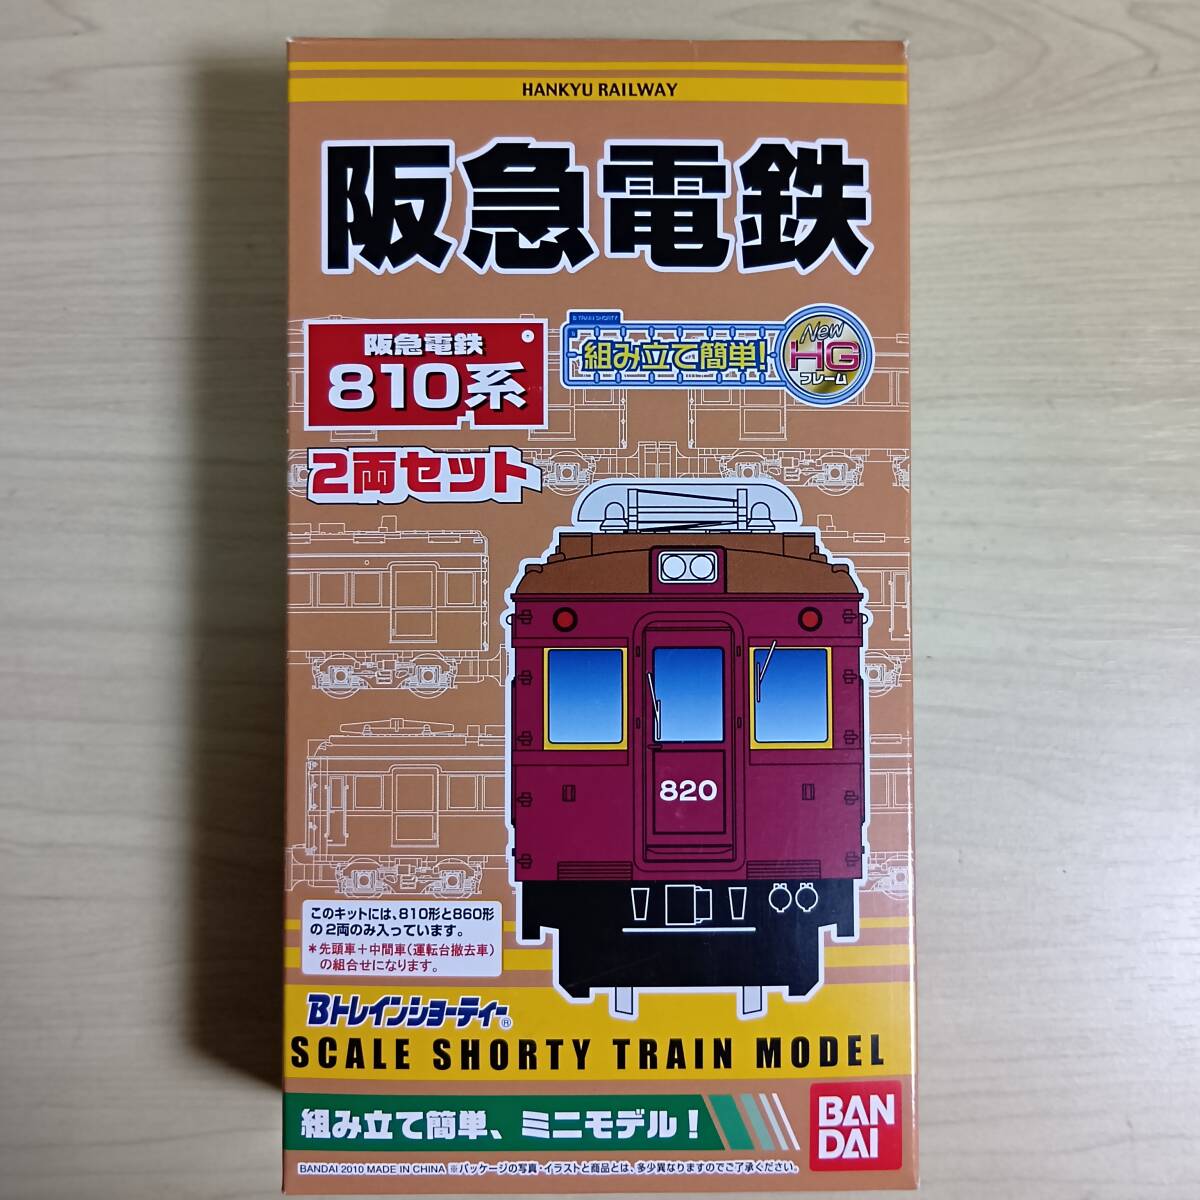 HANKYU RAILWAY
阪急電鉄
阪急電鉄
810系
2両セット
B TRAIN SHORTY
組み立て簡単!
New
HG
フレーム
820
このキットには、810形と860形
の2両のみ入っています。
*先頭車+中間車(運転台撤去車)
の組合せになります。
Bトレインショーティー®
SCALE SHORTY TRAIN MODEL
組み立て簡単、ミニモデル!
BAN
DAI
BANDAI 2010 MADE IN CHINA ※パッケージの写真・イラストと商品とは、多少異なりますのでご了承ください。